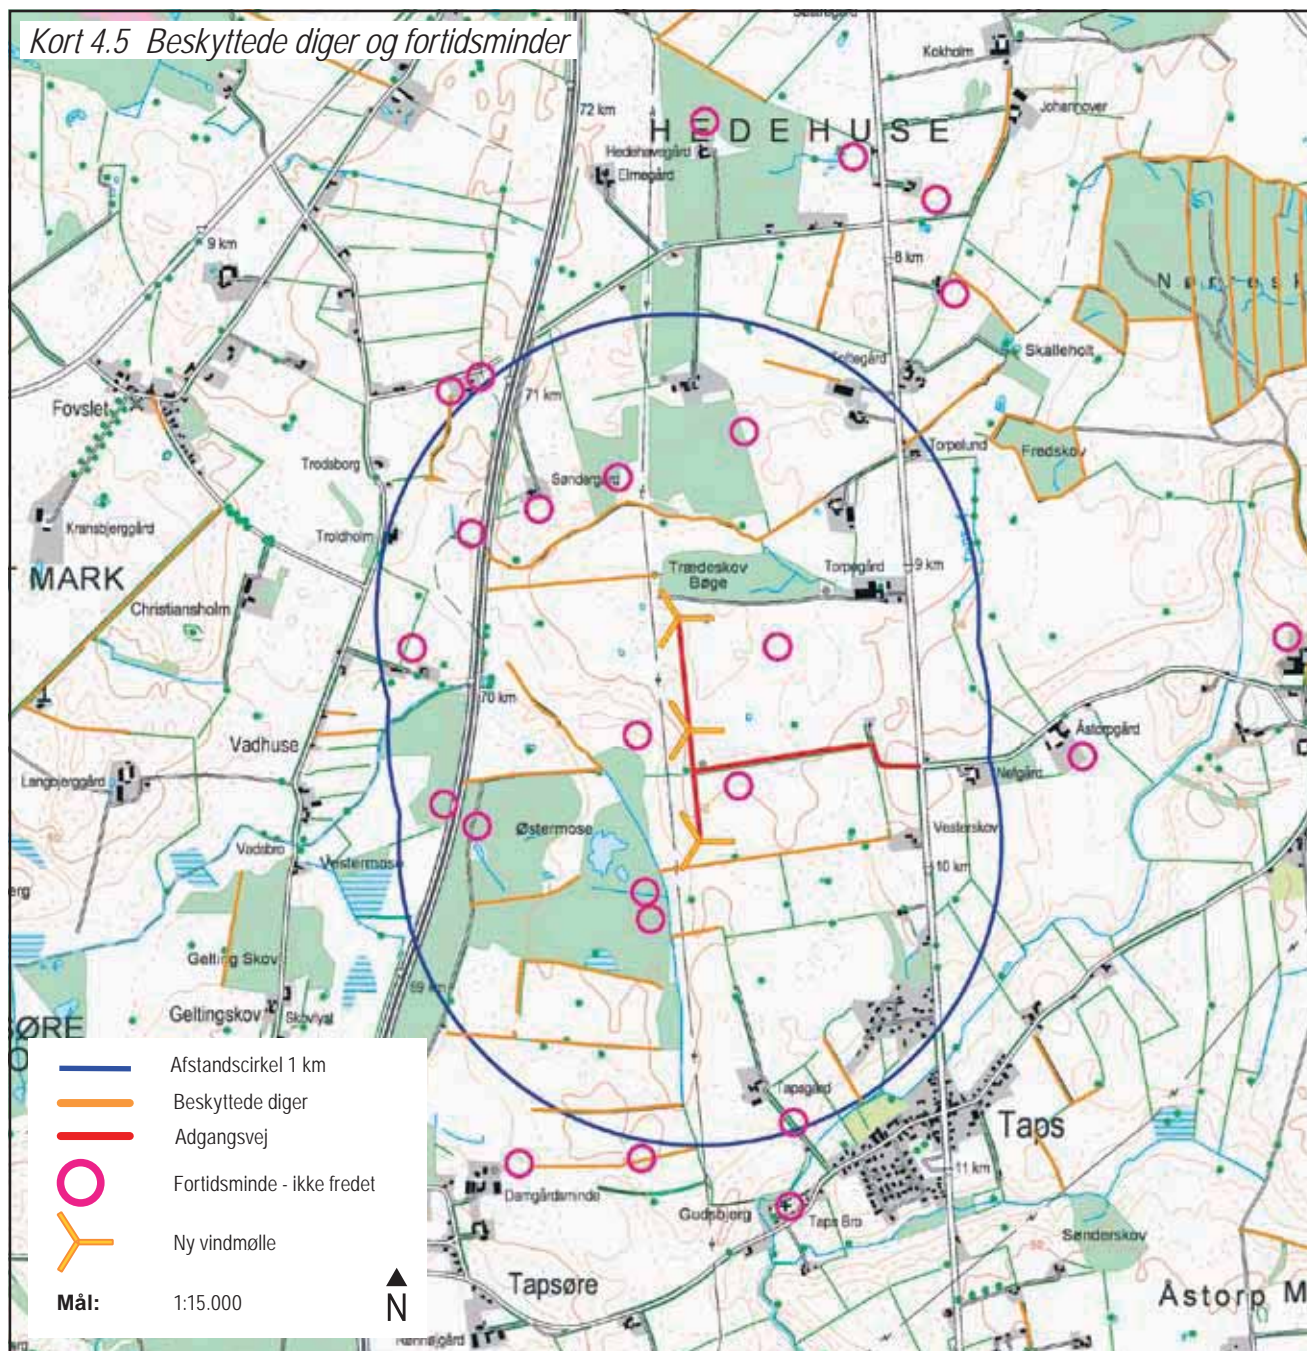 Kort 4.5 Beskyttede diger og fortidsminder
Kokholm
72 km
Johannover
HEDEHUSE
Hedehavegård
Elmegård
9 km
8 km
Skalleholt
71 km
Fovslet
Torpelund
Fredskov
Trodsborg
Søndergård
Kransbjerggård
Troldholm
Trædeskov
Bøge
Torpegård
9 km
MARK
Christiansholm
70 km
Vadhuse
Åstorpgård
Langbjerggård
Nefgård
Østermose
Vesterskov
Vadsbro
Vestermose
10 km
Gelting Skov
69 km
Geltingskov
Tapsgård
Taps
11 km
Damgårdsminde
Gudsbjerg
Taps Bro
Sønderskov
Tapsøre
Åstorp M
Afstandscirkel 1 km
Beskyttede diger
Adgangsvej
Fortidsminde - ikke fredet
Ny vindmølle
Mål: 1:15.000
N